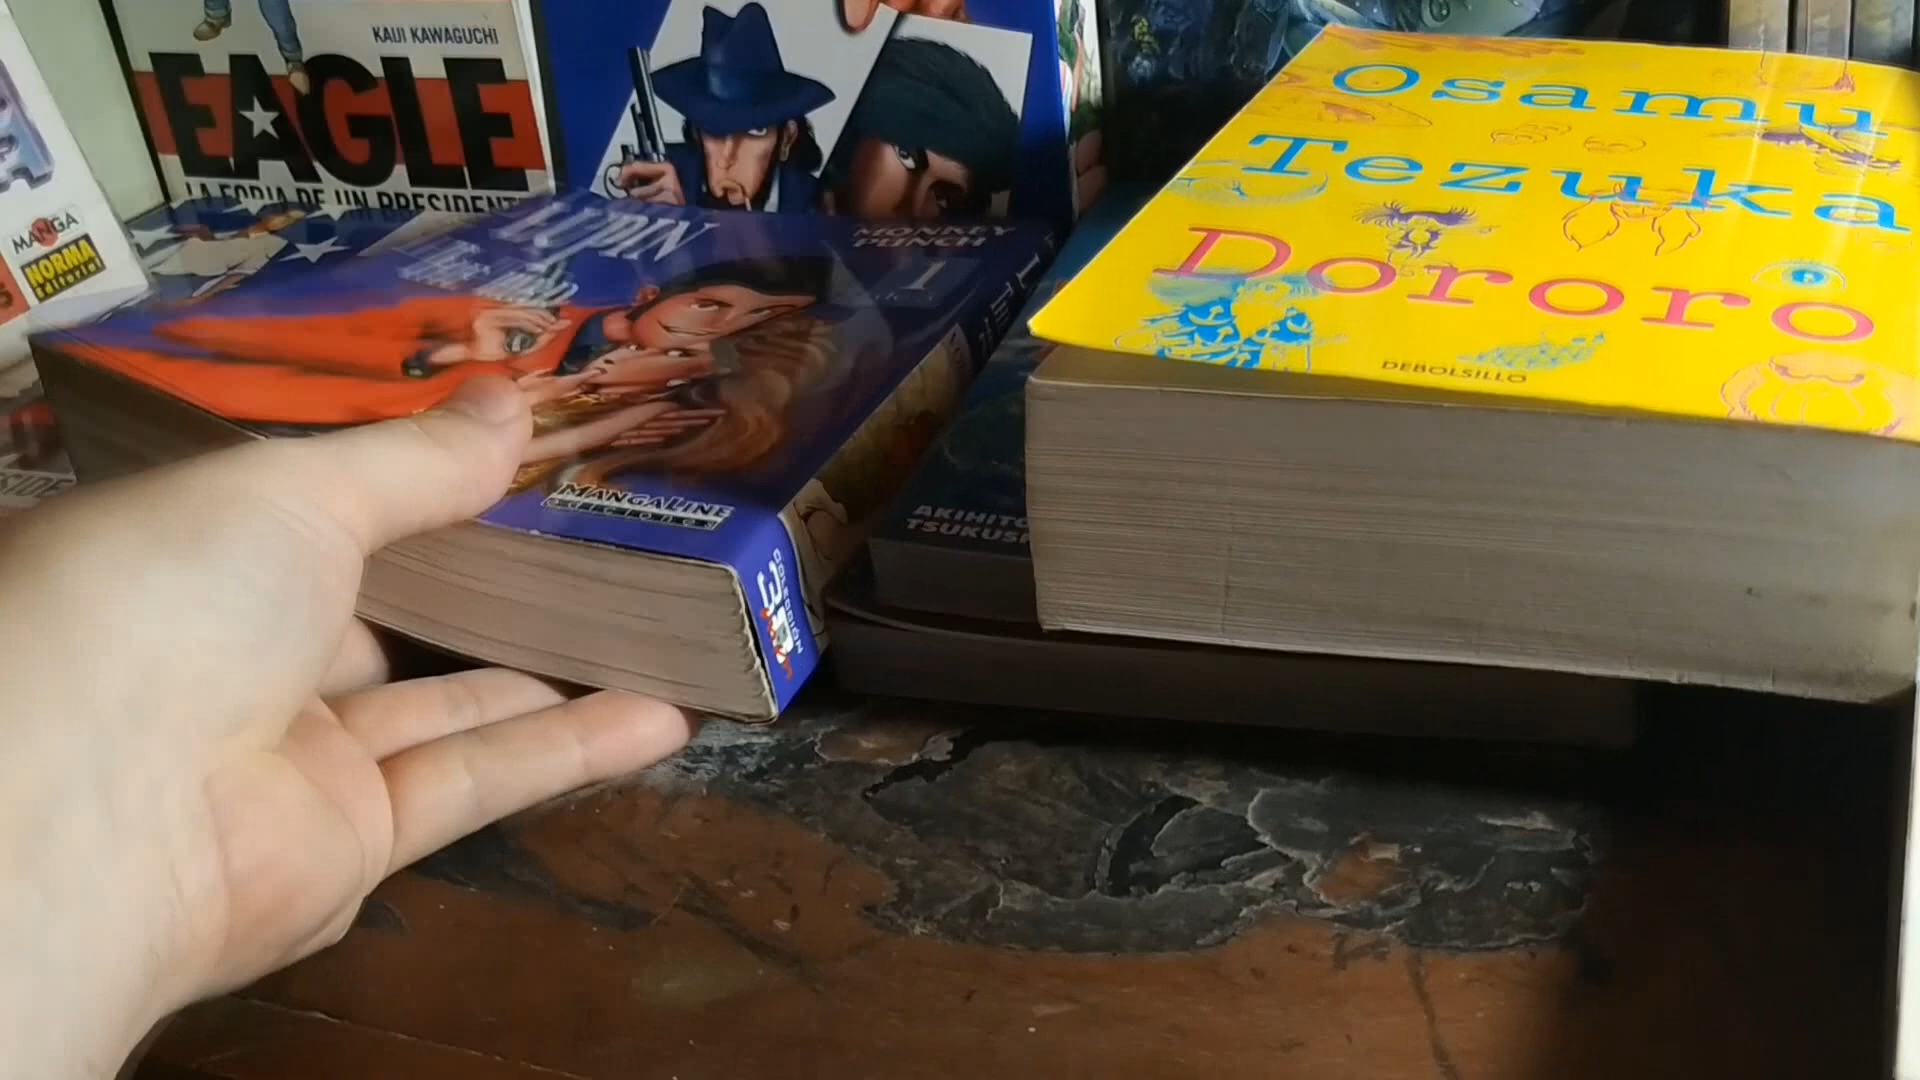 KAIJI KAWAGUCHI
EAGLE
LA FORJA DE UN PRESIDENTE
MANGA
NORMA
Editorial
LUPIN
MONKEY
PUNCH
1
MANGALINE
COLECCIÓN
AKIHITO
TSUKUSHI
Osamu
Tezuka
Dororo
DEBOLSILLO